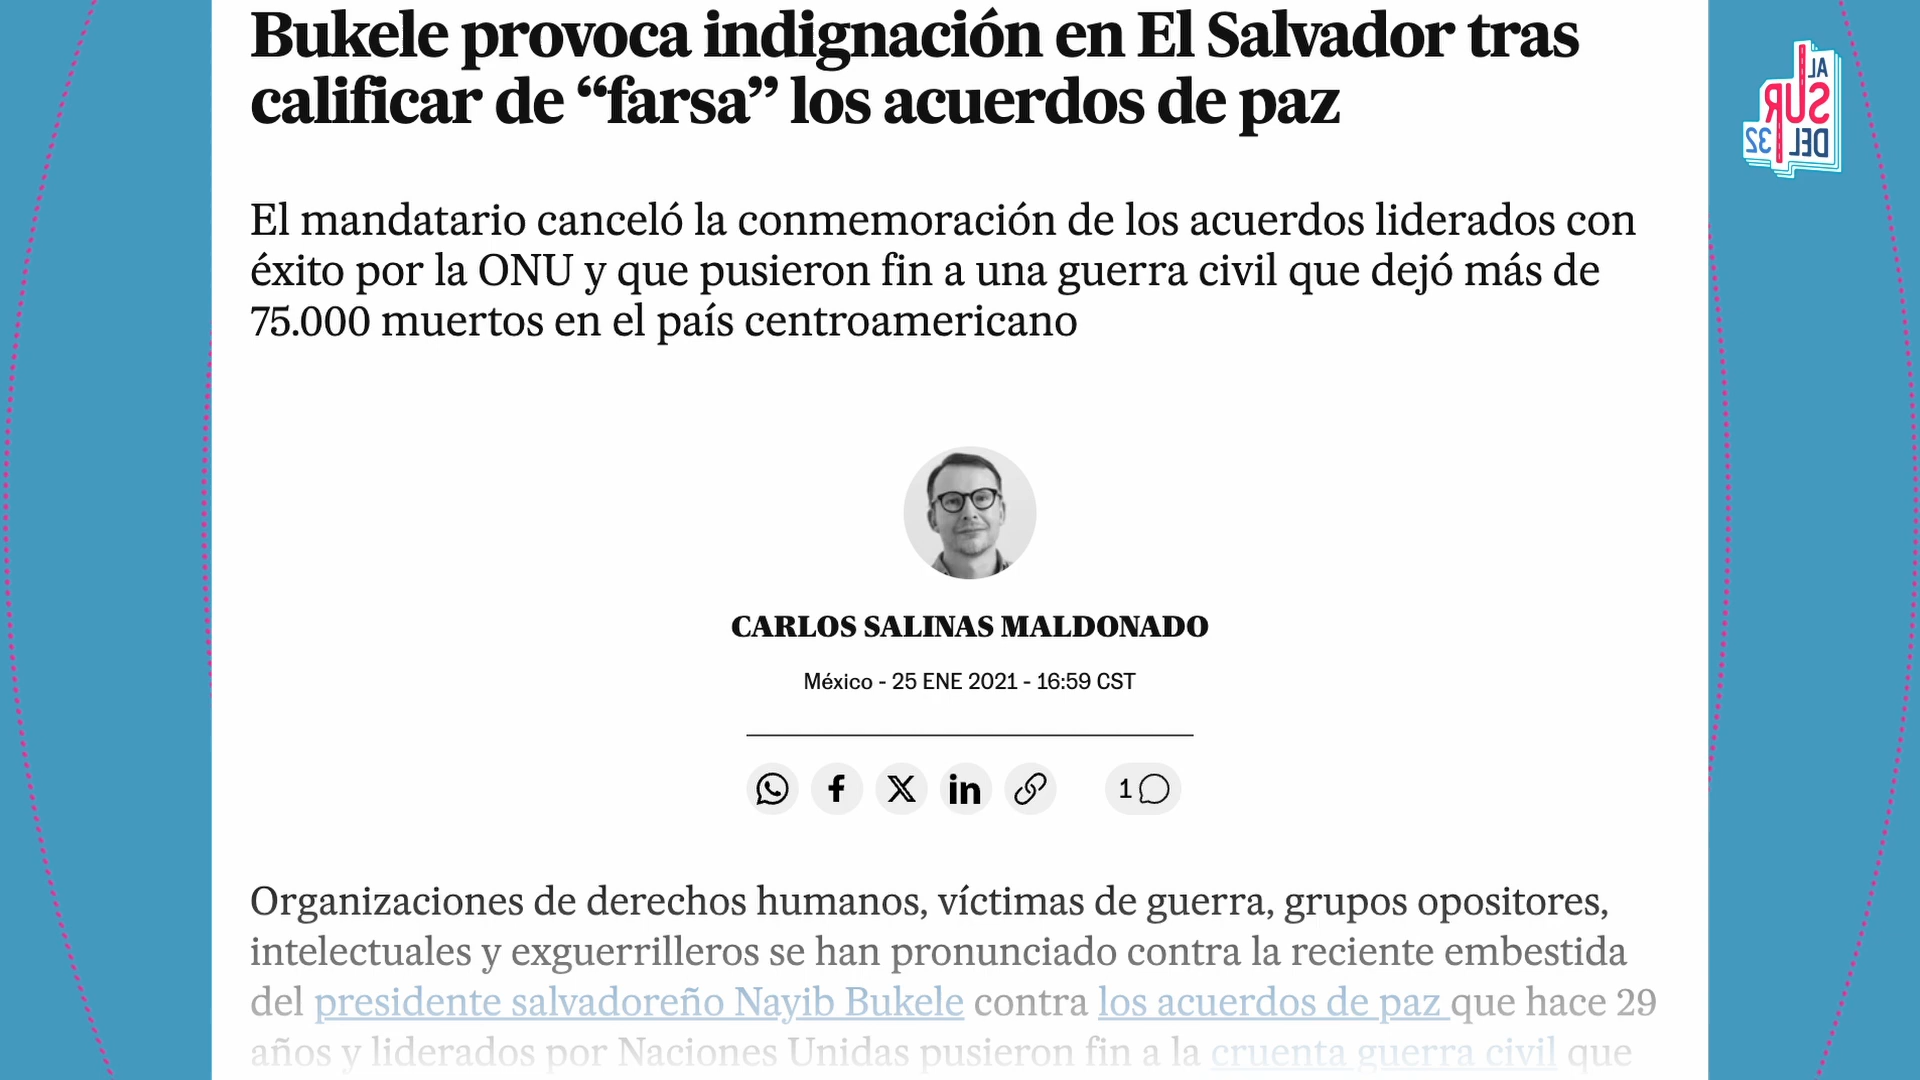 Bukele provoca indignación en El Salvador tras
calificar de “farsa” los acuerdos de paz
AL
SUR
DEL 32
El mandatario canceló la conmemoración de los acuerdos liderados con
éxito por la ONU y que pusieron fin a una guerra civil que dejó más de
75.000 muertos en el país centroamericano
CARLOS SALINAS MALDONADO
México - 25 ENE 2021 - 16:59 CST
1
Organizaciones de derechos humanos, víctimas de guerra, grupos opositores,
intelectuales y exguerrilleros se han pronunciado contra la reciente embestida
del presidente salvadoreño Nayib Bukele contra los acuerdos de paz que hace 29
años y liderados por Naciones Unidas pusieron fin a la cruenta guerra civil que